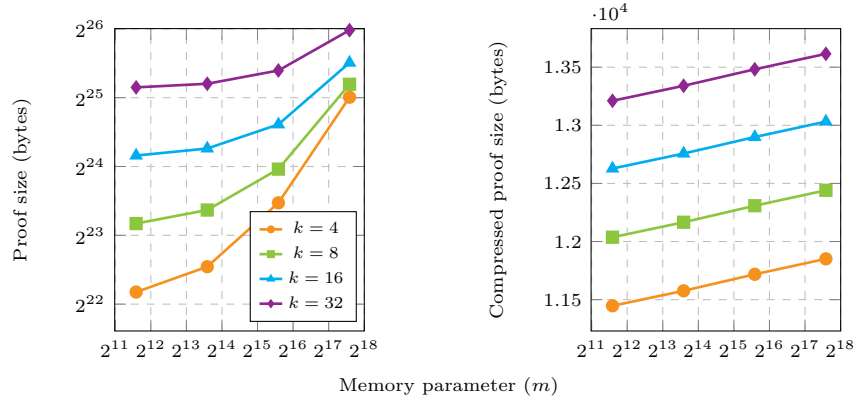 2^26
2^25
2^24
2^23
2^22
Proof size (bytes)
k = 4
k = 8
k = 16
k = 32
2^11 2^12 2^13 2^14 2^15 2^16 2^17 2^18
·10^4
1.35
1.3
1.25
1.2
1.15
Compressed proof size (bytes)
2^11 2^12 2^13 2^14 2^15 2^16 2^17 2^18
Memory parameter (m)